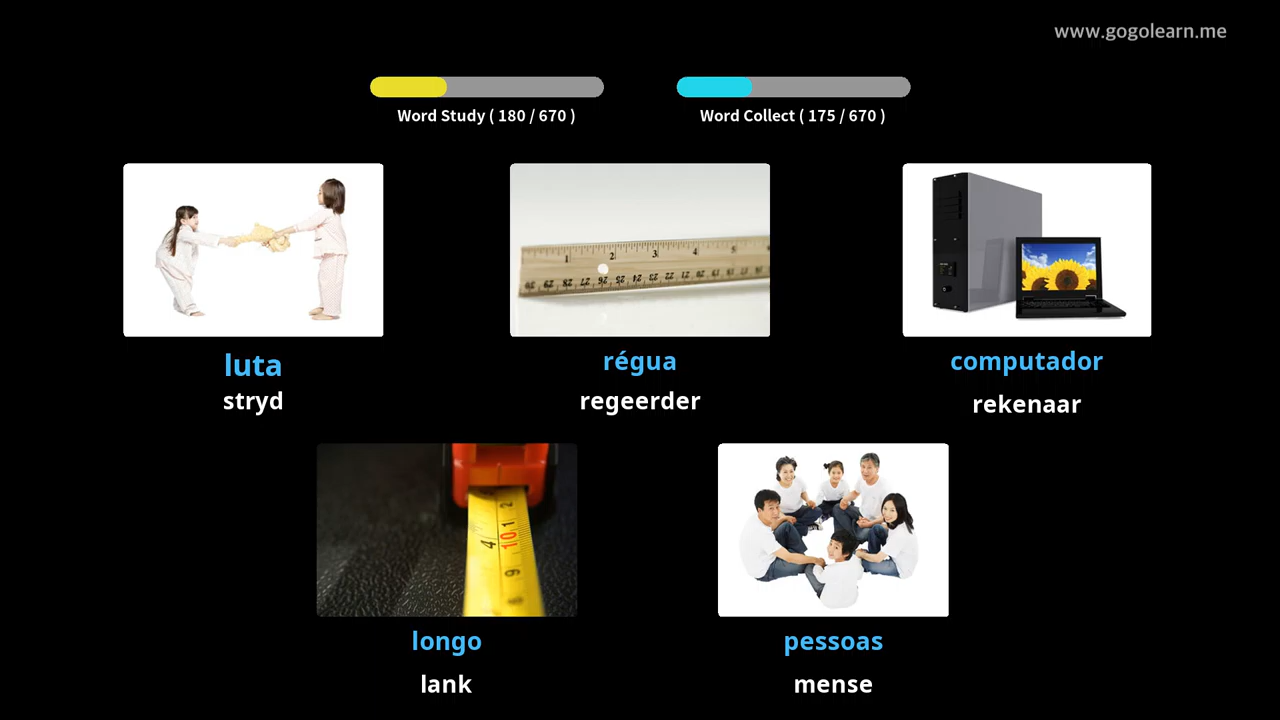 www.gogolearn.me
Word Study ( 180 / 670 )
Word Collect ( 175 / 670 )
luta
stryd
régua
regeerder
computador
rekenaar
longo
lank
pessoas
mense